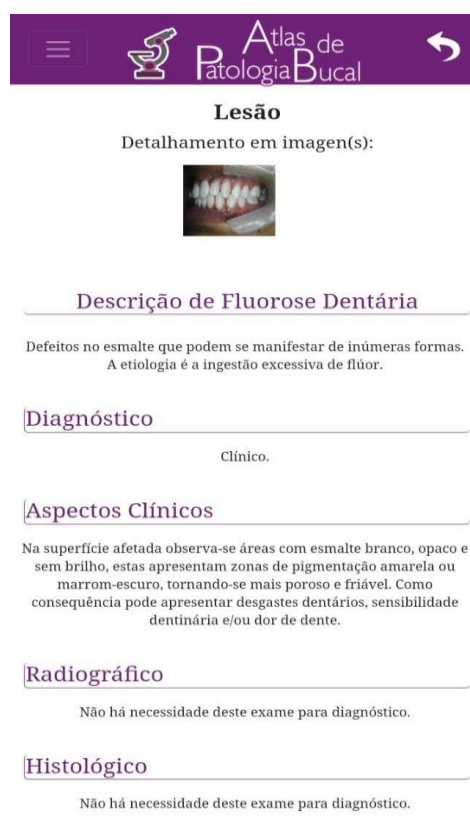 Atlas de
Patologia Bucal
Lesão
Detalhamento em imagen(s):
Descrição de Fluorose Dentária
Defeitos no esmalte que podem se manifestar de inúmeras formas.
A etiologia é a ingestão excessiva de flúor.
Diagnóstico
Clínico.
Aspectos Clínicos
Na superfície afetada observa-se áreas com esmalte branco, opaco e
sem brilho, estas apresentam zonas de pigmentação amarela ou
marrom-escuro, tornando-se mais poroso e friável. Como
consequência pode apresentar desgastes dentários, sensibilidade
dentinária e/ou dor de dente.
Radiográfico
Não há necessidade deste exame para diagnóstico.
Histológico
Não há necessidade deste exame para diagnóstico.